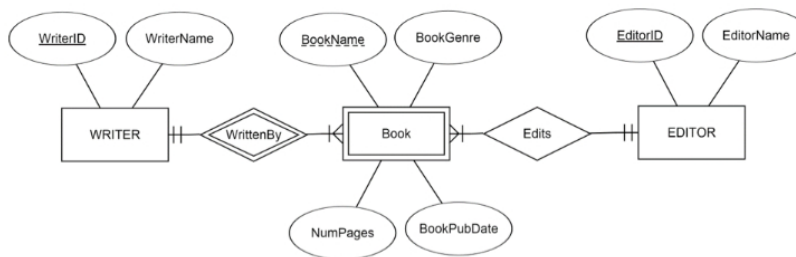 WriterID
WriterName
BookName
BookGenre
EditorID
EditorName
WRITER
WrittenBy
Book
Edits
EDITOR
NumPages
BookPubDate